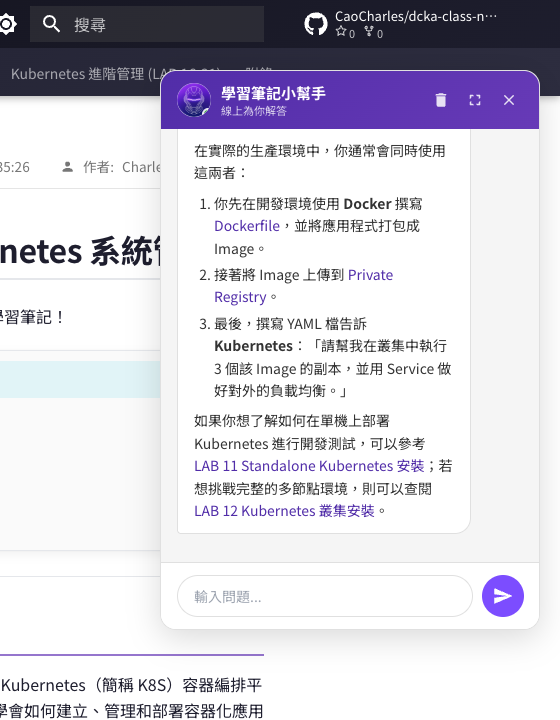 搜尋
CaoCharles/dcka-class-n…
0 0
Kubernetes 進階管理
學習筆記小幫手
線上為你解答
35:26 作者: Charle
netes 系統
學習筆記！
在實際的生產環境中，你通常會同時使用
這兩者：
1. 你先在開發環境使用 Docker 撰寫
Dockerfile，並將應用程式打包成
Image。
2. 接著將 Image 上傳到 Private
Registry。
3. 最後，撰寫 YAML 檔告訴
Kubernetes：「請幫我在叢集中執行
3 個該 Image 的副本，並用 Service 做
好對外的負載均衡。」
如果你想了解如何在單機上部署
Kubernetes 進行開發測試，可以參考
LAB 11 Standalone Kubernetes 安裝；若
想挑戰完整的多節點環境，則可以查閱
LAB 12 Kubernetes 叢集安裝。
輸入問題...
Kubernetes（簡稱 K8S）容器編排平
學會如何建立、管理和部署容器化應用